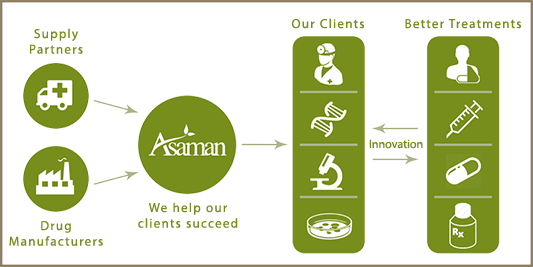 Supply
Partners
Drug
Manufacturers
Asaman
We help our
clients succeed
Our Clients
Innovation
Better Treatments
Rx